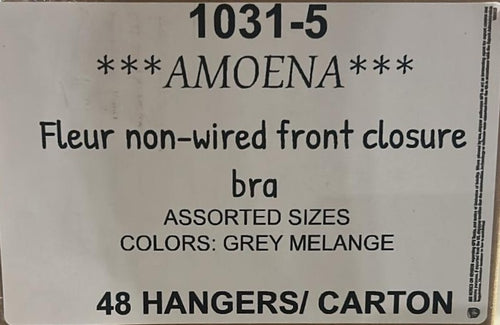 1031-5
***AMOENA***
Fleur non-wired front closure
bra
ASSORTED SIZES
COLORS: GREY MELANGE
48 HANGERS/ CARTON